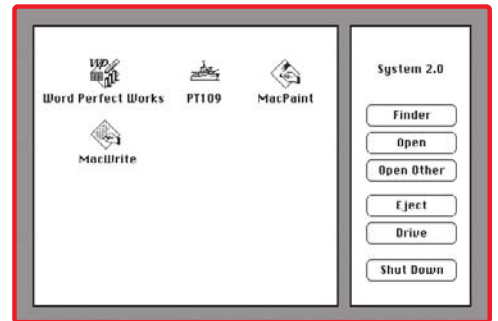 Word Perfect Works PT109 MacPaint
MacWrite
System 2.0
Finder
Open
Open Other
Eject
Drive
Shut Down